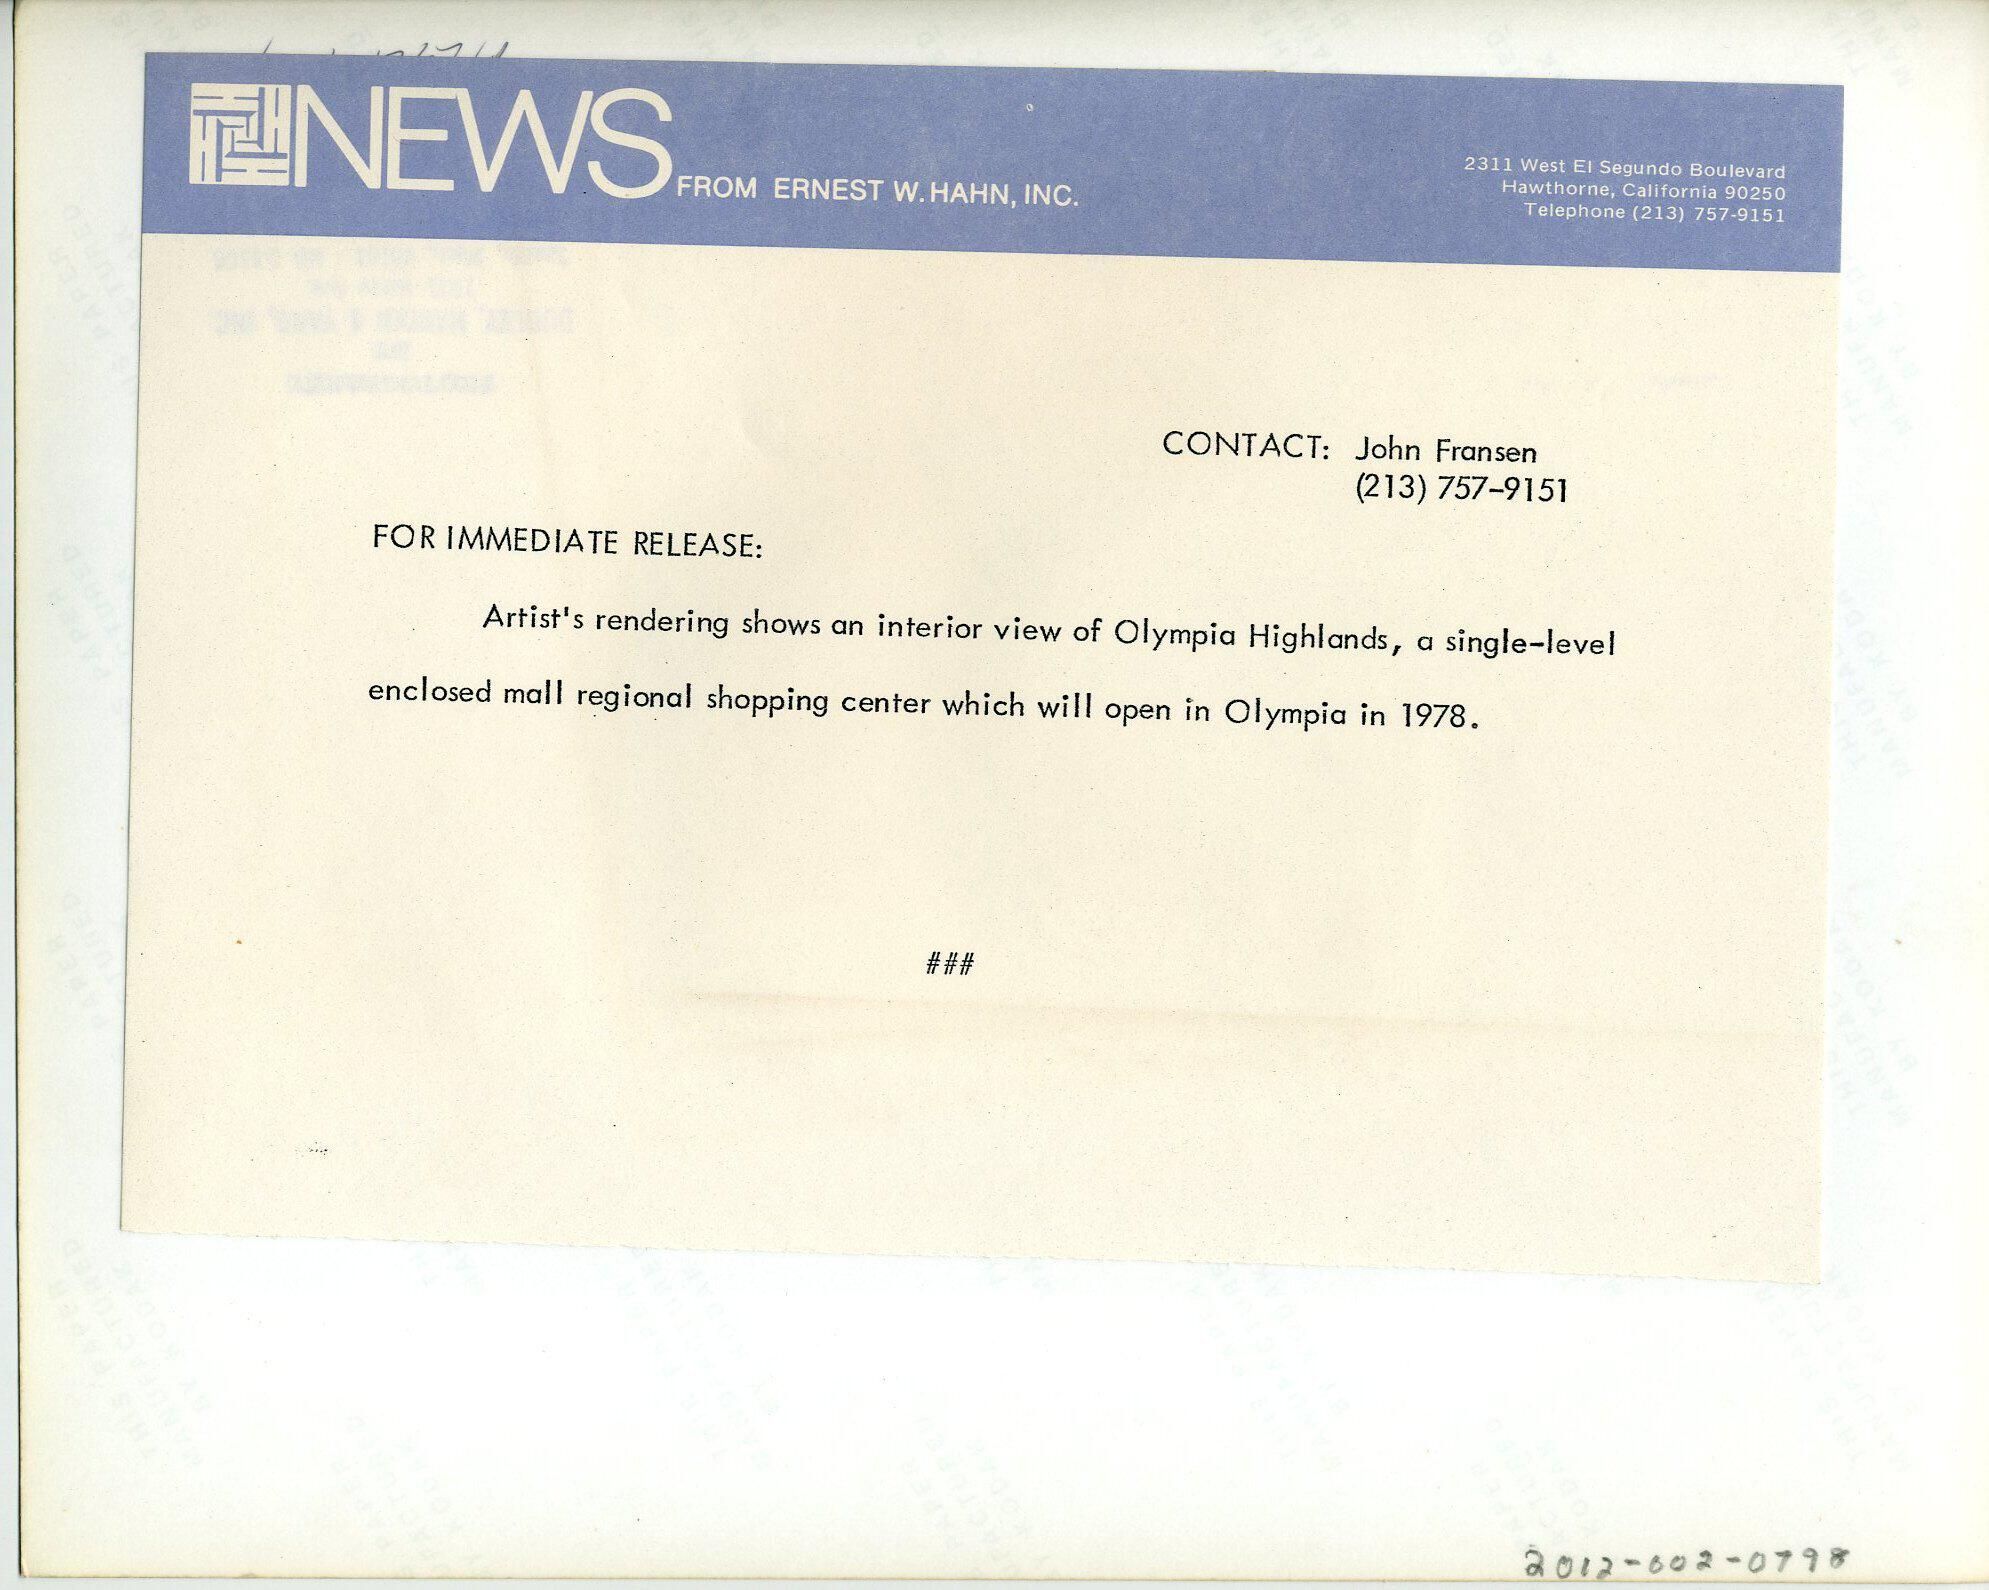 NEWS FROM ERNEST W. HAHN, INC.
2311 West El Segundo Boulevard
Hawthorne, California 90250
Telephone (213) 757-9151
CONTACT: John Fransen
(213) 757-9151
FOR IMMEDIATE RELEASE:
Artist's rendering shows an interior view of Olympia Highlands, a single-level
enclosed mall regional shopping center which will open in Olympia in 1978.
###
2012-002-0798